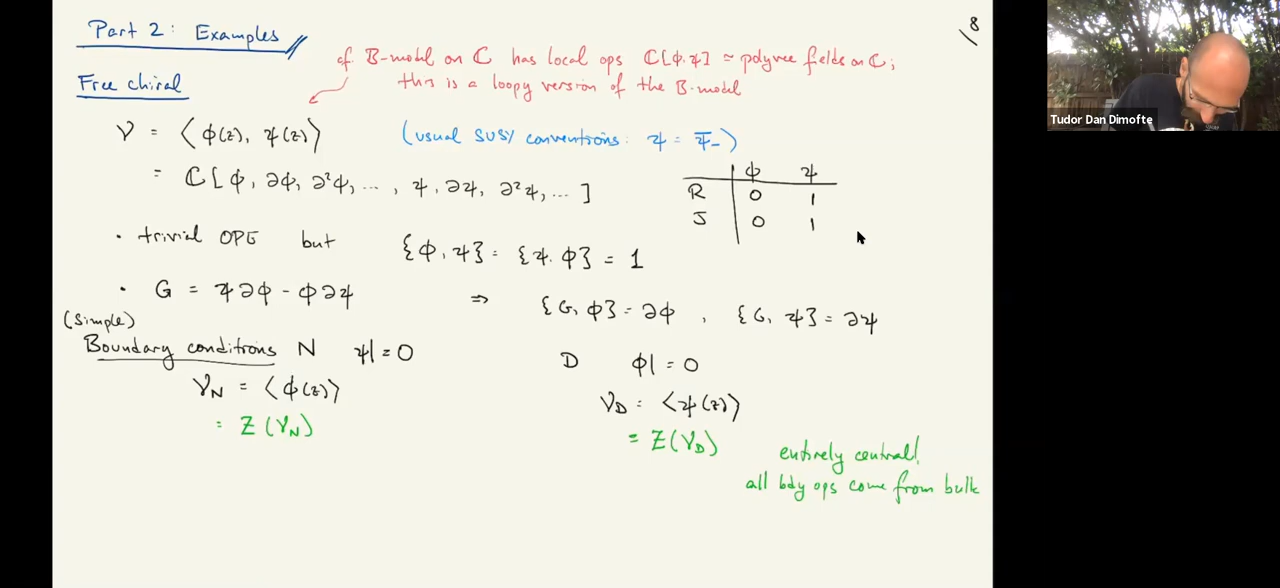 Part 2: Examples
8
cf. B-model on ℂ has local ops ℂ[φ,ψ] ≃ polyvec fields on ℂ;
this is a loopy version of the B-model
Free chiral
𝒱 = ⟨φ(z), ψ(z)⟩ (usual SUSY conventions: ψ = ψ̄₋)
= ℂ[φ, ∂φ, ∂²φ, ..., ψ, ∂ψ, ∂²ψ, ...]
φ ψ
R 0 1
J 0 1
• trivial OPE but {φ,ψ} = {ψ,φ} = 1
• G = ψ∂φ - φ∂ψ ⇒ {G, φ} = ∂φ , {G, ψ} = ∂ψ
(Simple)
Boundary conditions N ψ| = 0 D φ| = 0
𝒱_N = ⟨φ(z)⟩ 𝒱_D = ⟨ψ(z)⟩
= Z(𝒱_N) = Z(𝒱_D)
entirely central!
all bdy ops come from bulk
Tudor Dan Dimofte